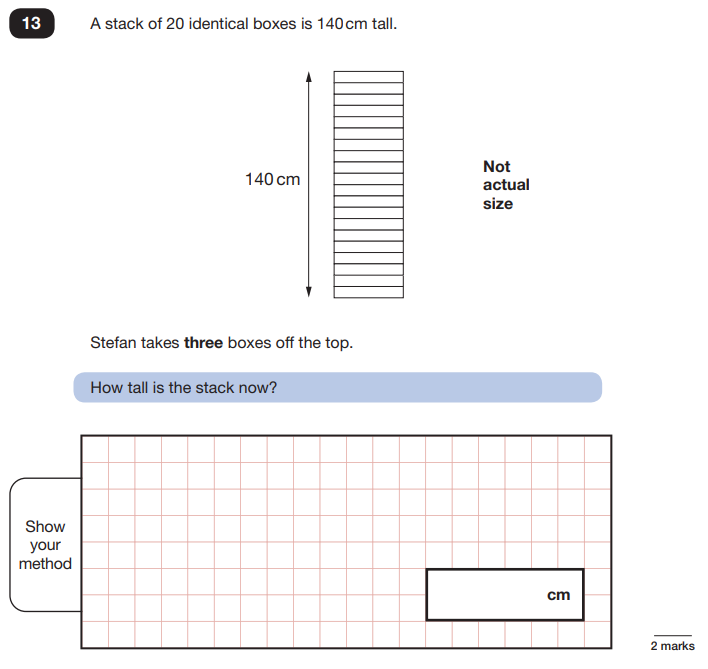 13
A stack of 20 identical boxes is 140 cm tall.
140 cm
Not
actual
size
Stefan takes three boxes off the top.
How tall is the stack now?
Show
your
method
cm
2 marks